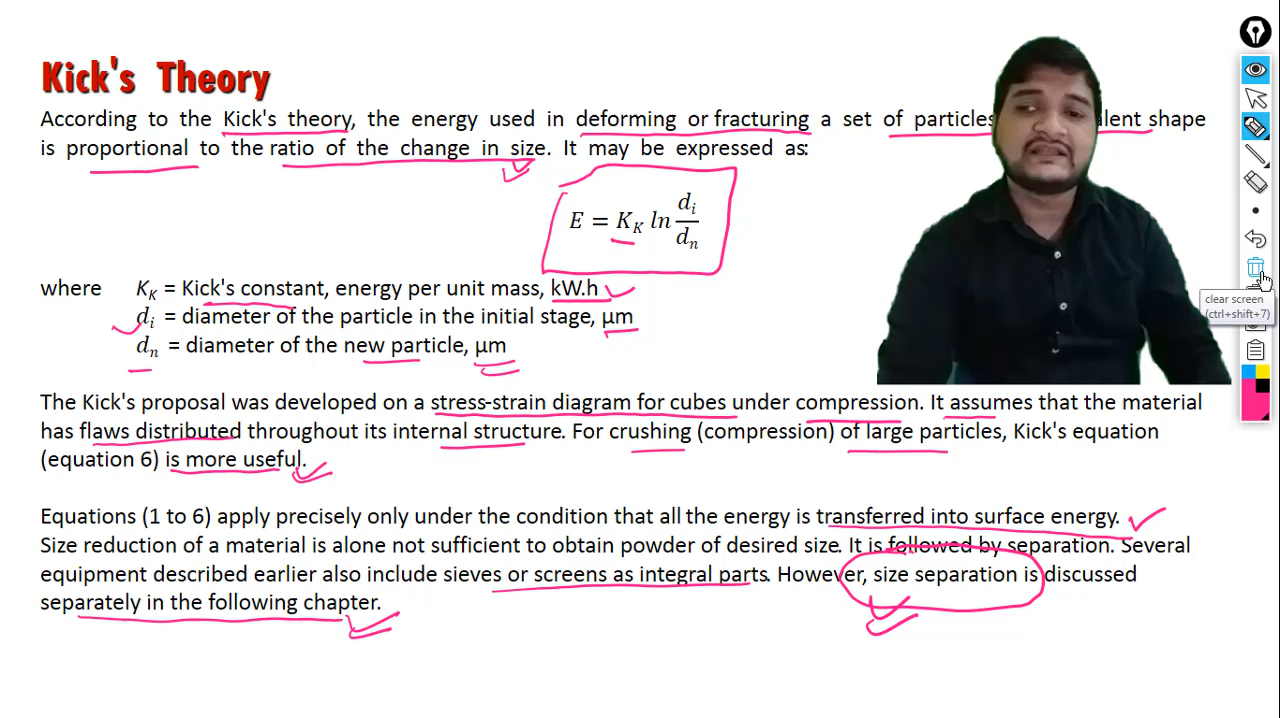 Kick's Theory
According to the Kick's theory, the energy used in deforming or fracturing a set of particles lent shape
is proportional to the ratio of the change in size. It may be expressed as:
E = K_K ln d_i/d_n
where K_K = Kick's constant, energy per unit mass, kW.h
d_i = diameter of the particle in the initial stage, µm
d_n = diameter of the new particle, µm
The Kick's proposal was developed on a stress-strain diagram for cubes under compression. It assumes that the material
has flaws distributed throughout its internal structure. For crushing (compression) of large particles, Kick's equation
(equation 6) is more useful.
Equations (1 to 6) apply precisely only under the condition that all the energy is transferred into surface energy.
Size reduction of a material is alone not sufficient to obtain powder of desired size. It is followed by separation. Several
equipment described earlier also include sieves or screens as integral parts. However, size separation is discussed
separately in the following chapter.
clear screen
(ctrl+shift+7)